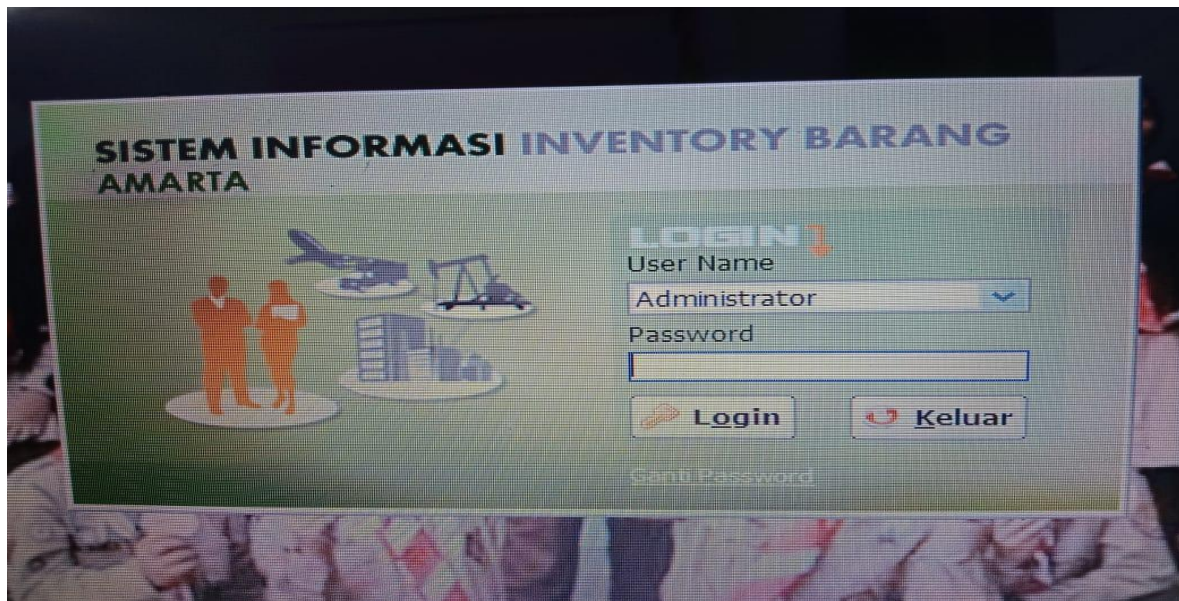 SISTEM INFORMASI INVENTORY BARANG
AMARTA
LOGIN
User Name
Administrator
Password
Login
Keluar
Ganti Password